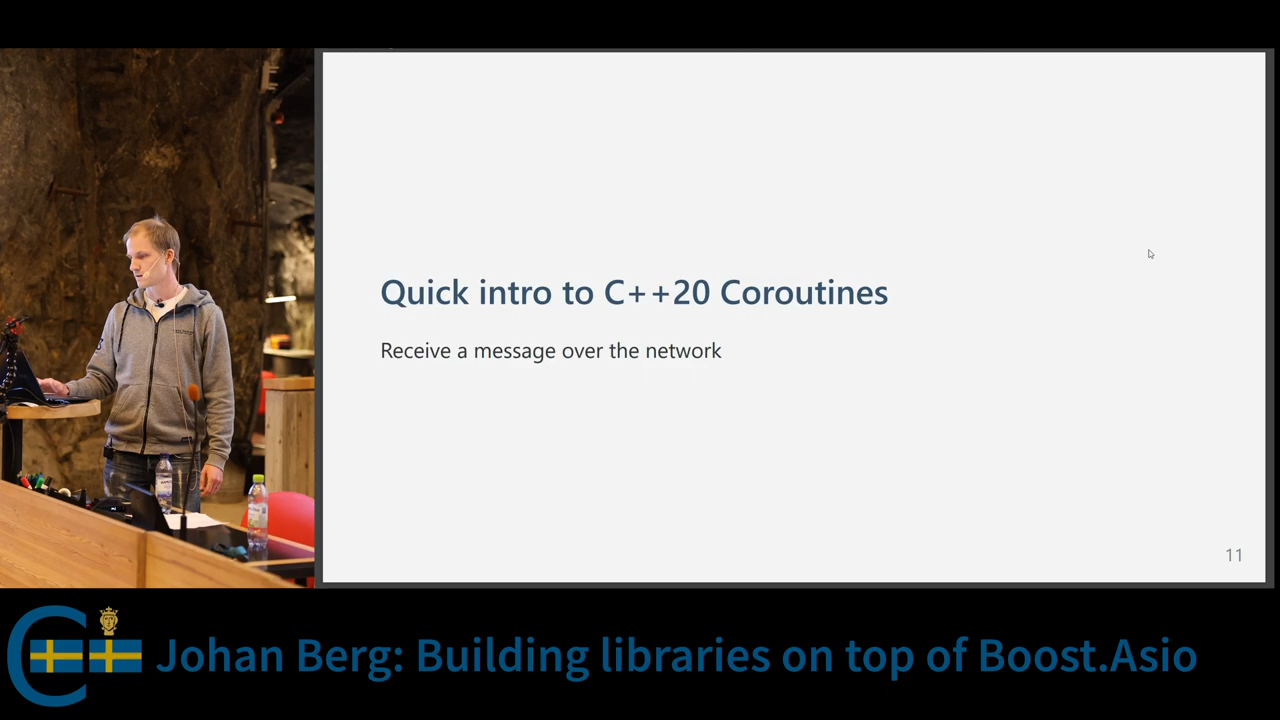 Quick intro to C++20 Coroutines
Receive a message over the network
11
Johan Berg: Building libraries on top of Boost.Asio